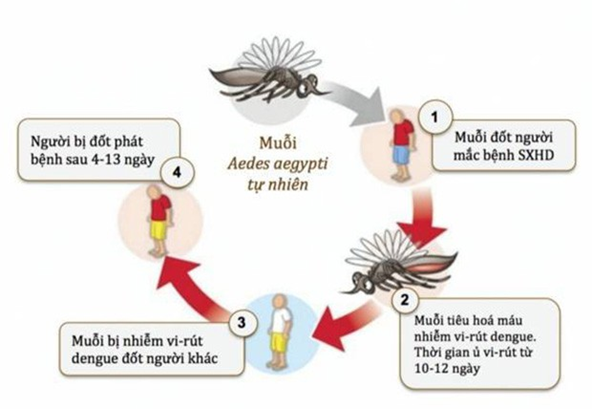 Muỗi
Aedes aegypti
tự nhiên
1
Muỗi đốt người
mắc bệnh SXHD
2
Muỗi tiêu hoá máu
nhiễm vi-rút dengue.
Thời gian ủ vi-rút từ
10-12 ngày
3
Muỗi bị nhiễm vi-rút
dengue đốt người khác
4
Người bị đốt phát
bệnh sau 4-13 ngày